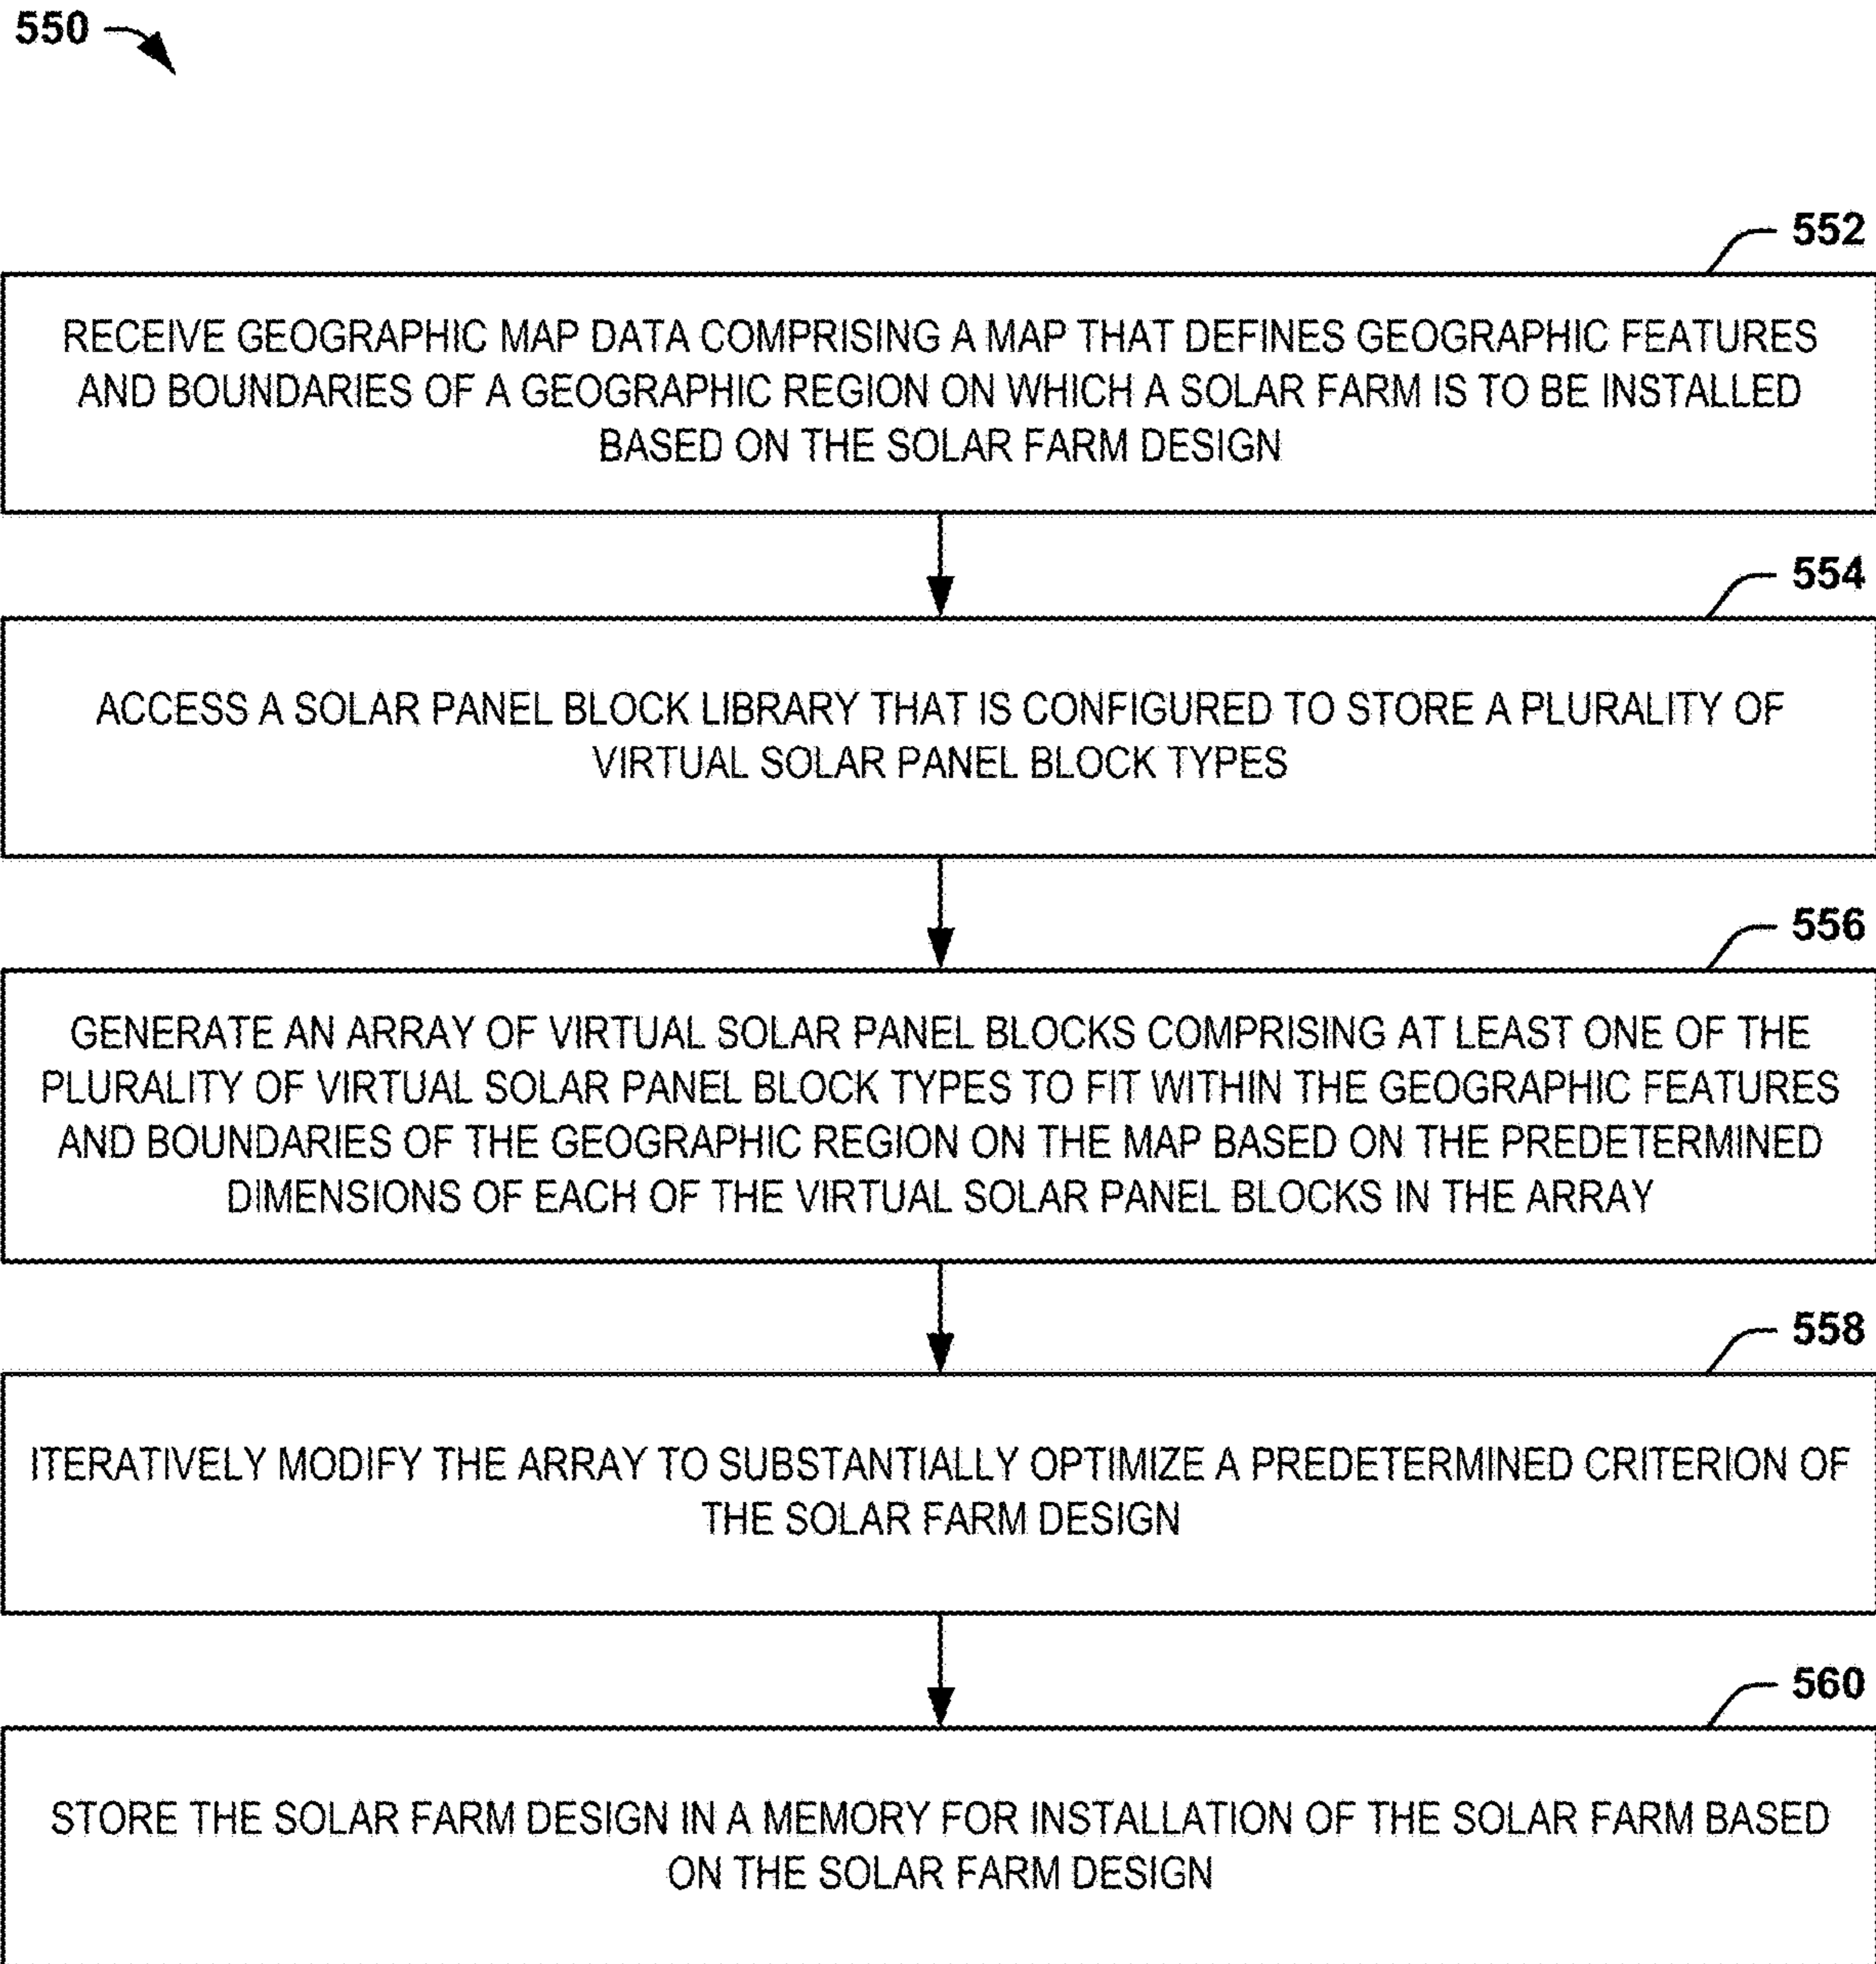 550
552
RECEIVE GEOGRAPHIC MAP DATA COMPRISING A MAP THAT DEFINES GEOGRAPHIC FEATURES
AND BOUNDARIES OF A GEOGRAPHIC REGION ON WHICH A SOLAR FARM IS TO BE INSTALLED
BASED ON THE SOLAR FARM DESIGN
554
ACCESS A SOLAR PANEL BLOCK LIBRARY THAT IS CONFIGURED TO STORE A PLURALITY OF
VIRTUAL SOLAR PANEL BLOCK TYPES
556
GENERATE AN ARRAY OF VIRTUAL SOLAR PANEL BLOCKS COMPRISING AT LEAST ONE OF THE
PLURALITY OF VIRTUAL SOLAR PANEL BLOCK TYPES TO FIT WITHIN THE GEOGRAPHIC FEATURES
AND BOUNDARIES OF THE GEOGRAPHIC REGION ON THE MAP BASED ON THE PREDETERMINED
DIMENSIONS OF EACH OF THE VIRTUAL SOLAR PANEL BLOCKS IN THE ARRAY
558
ITERATIVELY MODIFY THE ARRAY TO SUBSTANTIALLY OPTIMIZE A PREDETERMINED CRITERION OF
THE SOLAR FARM DESIGN
560
STORE THE SOLAR FARM DESIGN IN A MEMORY FOR INSTALLATION OF THE SOLAR FARM BASED
ON THE SOLAR FARM DESIGN